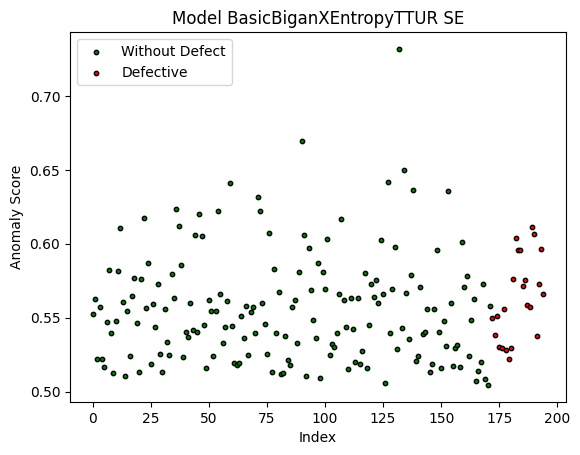 Model BasicBiganXEntropyTTUR SE
Without Defect
Defective
Anomaly Score
0.70
0.65
0.60
0.55
0.50
0 25 50 75 100 125 150 175 200
Index